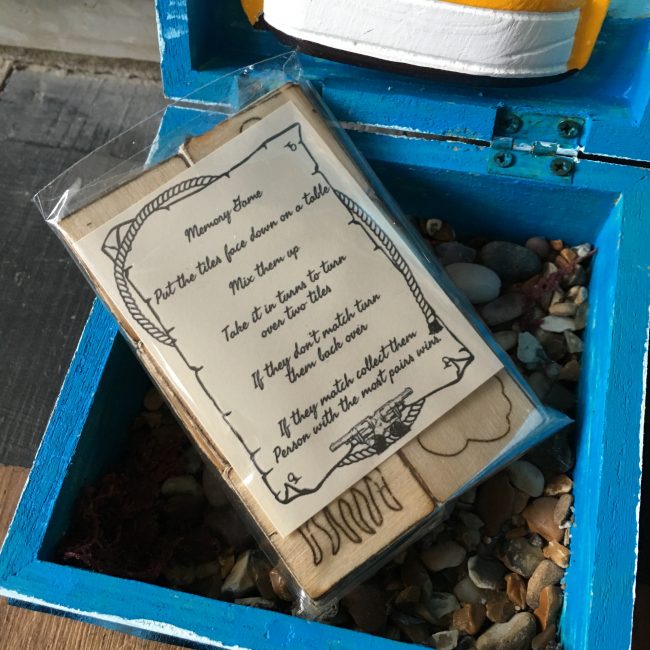 Memory Game
Put the tiles face down on a table
Mix them up
Take it in turns to turn
over two tiles
If they don't match turn
them back over
If they match collect them
Person with the most pairs wins.